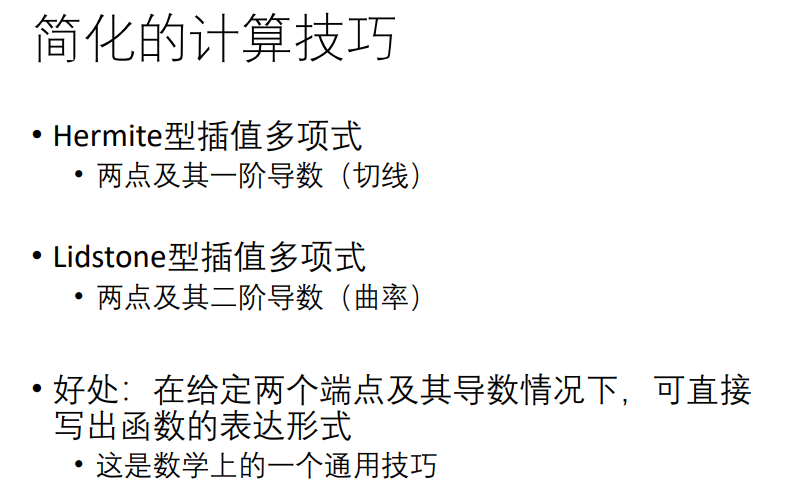 简化的计算技巧
• Hermite型插值多项式
• 两点及其一阶导数（切线）
• Lidstone型插值多项式
• 两点及其二阶导数（曲率）
• 好处：在给定两个端点及其导数情况下，可直接
写出函数的表达形式
• 这是数学上的一个通用技巧